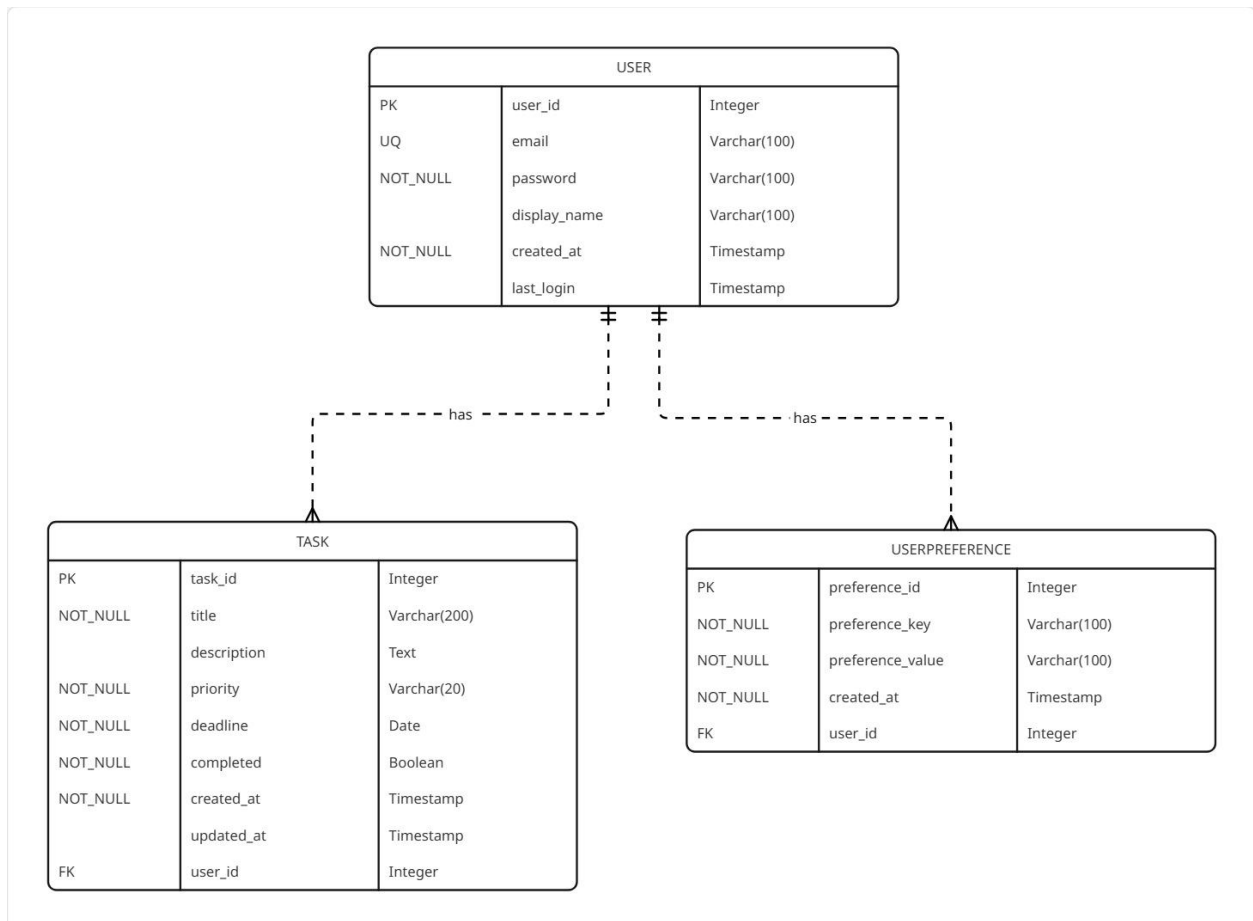 USER
PK user_id Integer
UQ email Varchar(100)
NOT_NULL password Varchar(100)
display_name Varchar(100)
NOT_NULL created_at Timestamp
last_login Timestamp
has
has
TASK
PK task_id Integer
NOT_NULL title Varchar(200)
description Text
NOT_NULL priority Varchar(20)
NOT_NULL deadline Date
NOT_NULL completed Boolean
NOT_NULL created_at Timestamp
updated_at Timestamp
FK user_id Integer
USERPREFERENCE
PK preference_id Integer
NOT_NULL preference_key Varchar(100)
NOT_NULL preference_value Varchar(100)
NOT_NULL created_at Timestamp
FK user_id Integer